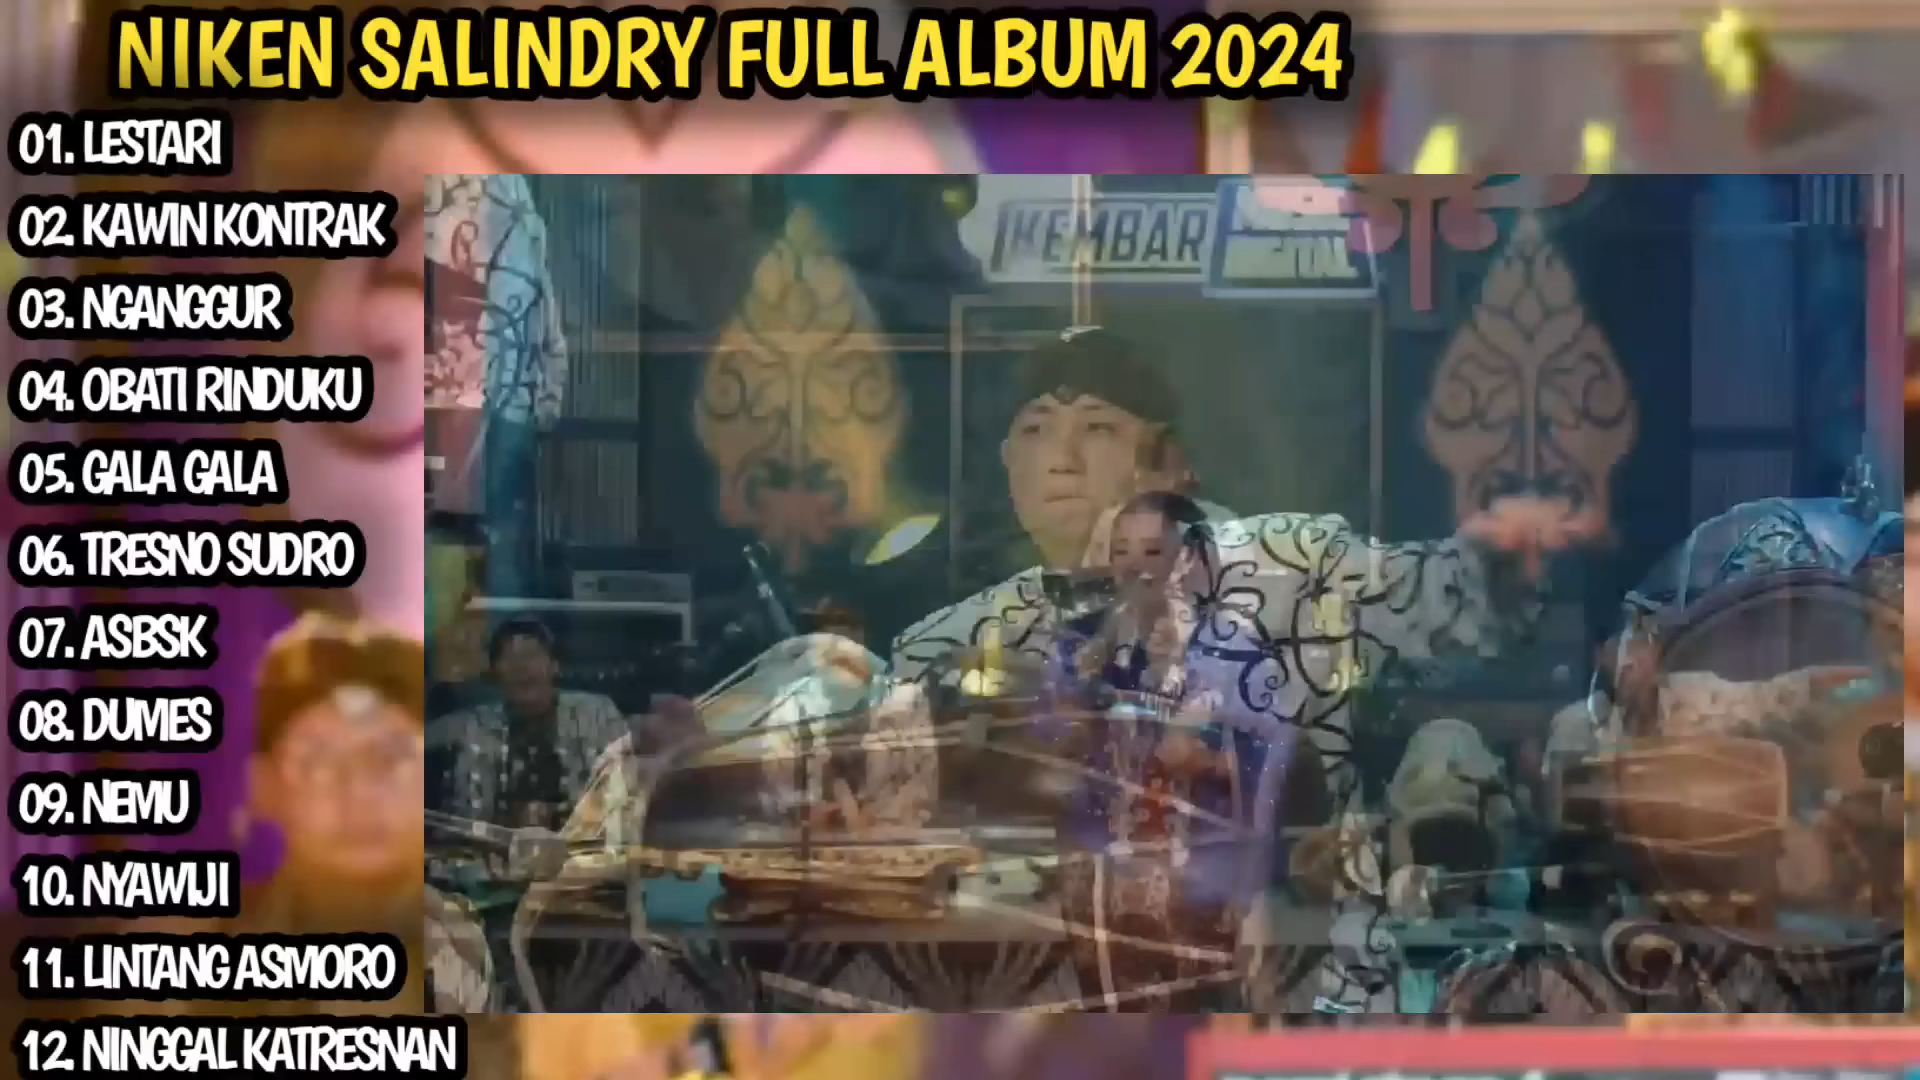 NIKEN SALINDRY FULL ALBUM 2024
01. LESTARI
02. KAWIN KONTRAK
03. NGANGGUR
04. OBATI RINDUKU
05. GALA GALA
06. TRESNO SUDRO
07. ASBSK
08. DUMES
09. NEMU
10. NYAWIJI
11. LINTANG ASMORO
12. NINGGAL KATRESNAN
KEMBAR
DIGITAL